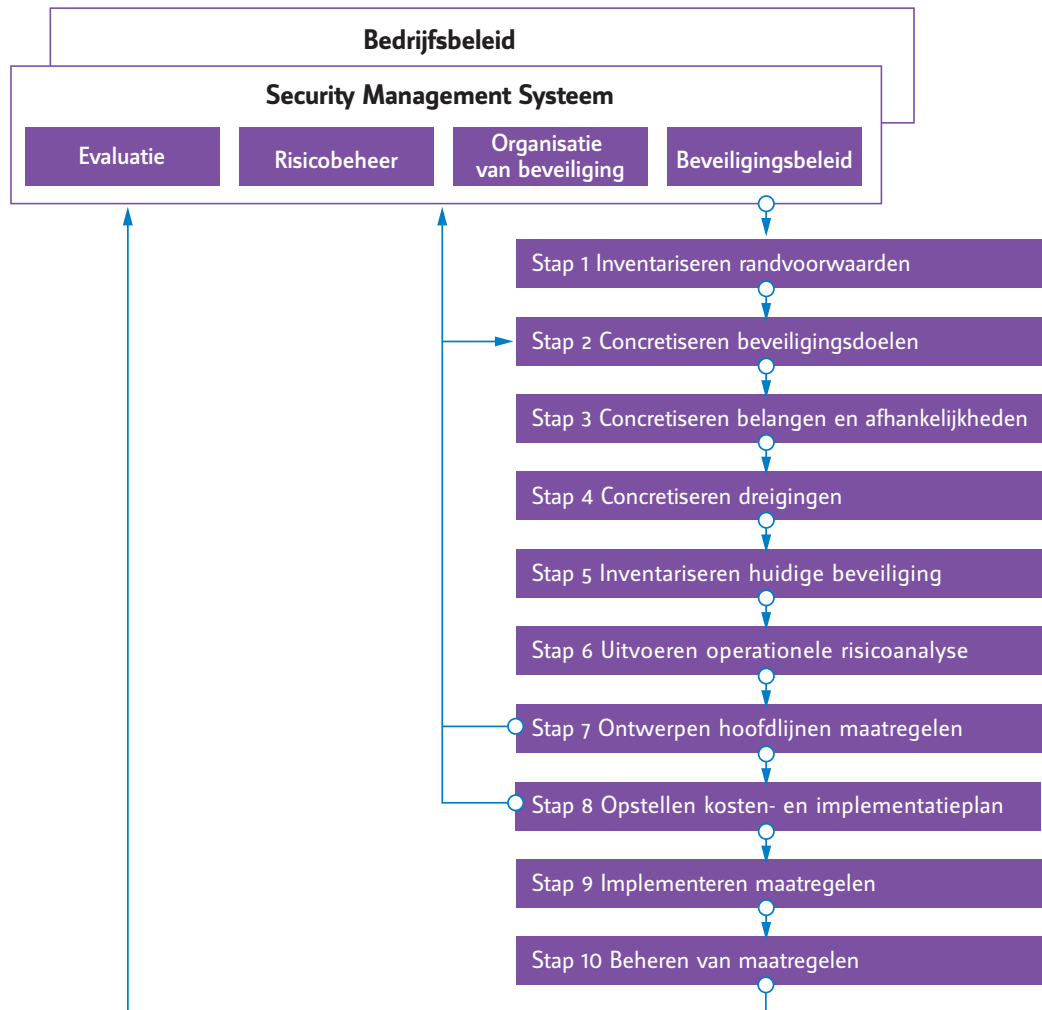 Bedrijfsbeleid
Security Management Systeem
Evaluatie
Risicobeheer
Organisatie
van beveiliging
Beveiligingsbeleid
Stap 1 Inventariseren randvoorwaarden
Stap 2 Concretiseren beveiligingsdoelen
Stap 3 Concretiseren belangen en afhankelijkheden
Stap 4 Concretiseren dreigingen
Stap 5 Inventariseren huidige beveiliging
Stap 6 Uitvoeren operationele risicoanalyse
Stap 7 Ontwerpen hoofdlijnen maatregelen
Stap 8 Opstellen kosten- en implementatieplan
Stap 9 Implementeren maatregelen
Stap 10 Beheren van maatregelen